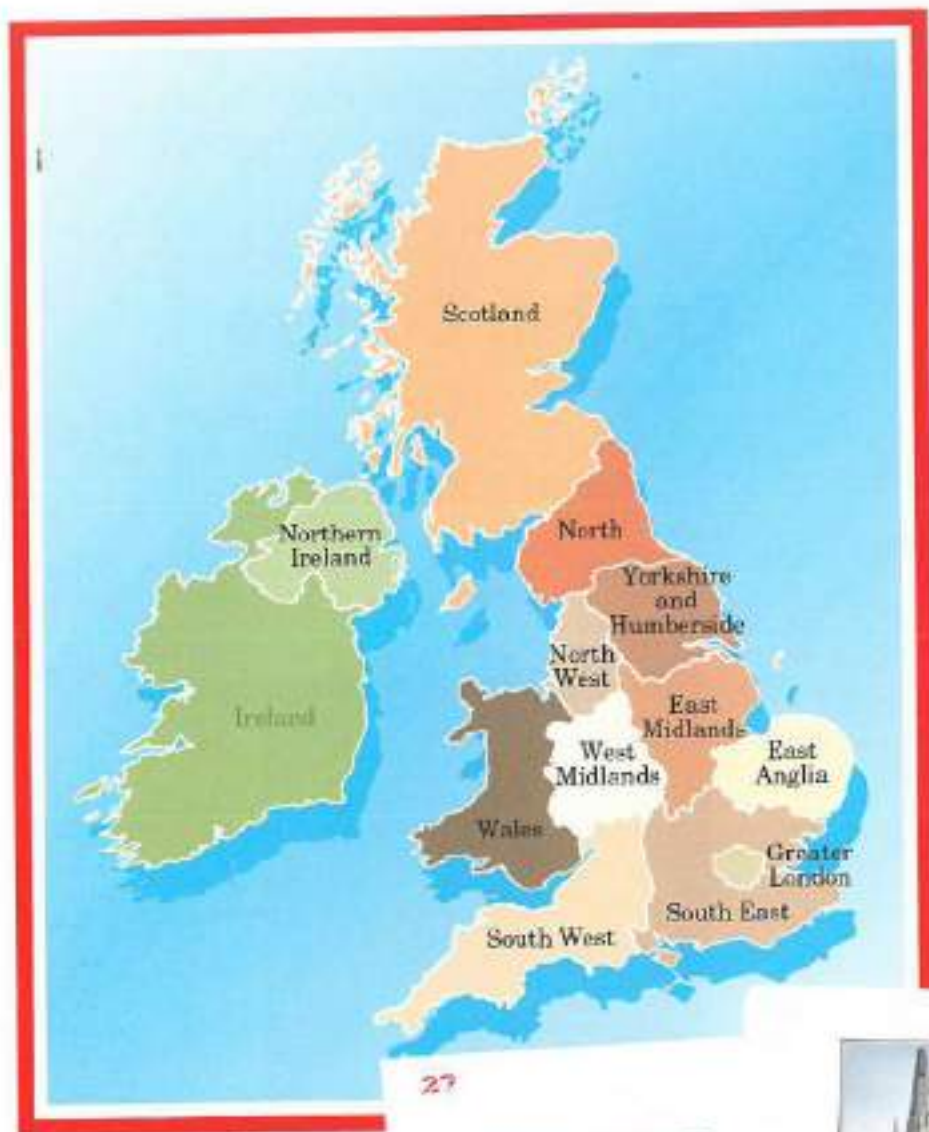 Scotland
Northern
Ireland
North
Yorkshire
and
Humberside
North
West
Ireland
East
Midlands
West
Midlands
East
Anglia
Wales
Greater
London
South East
South West
27